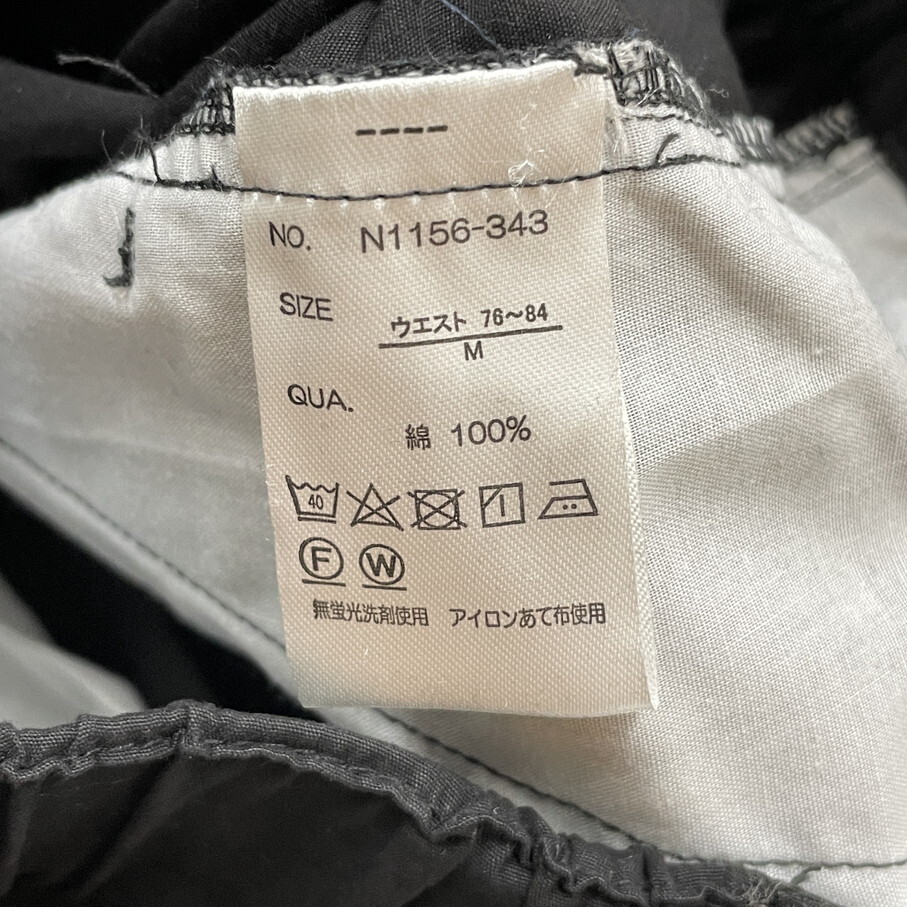 ----
NO. N1156-343
SIZE
ウエスト 76〜84
M
QUA.
綿 100%
40
F W
無蛍光洗剤使用 アイロンあて布使用